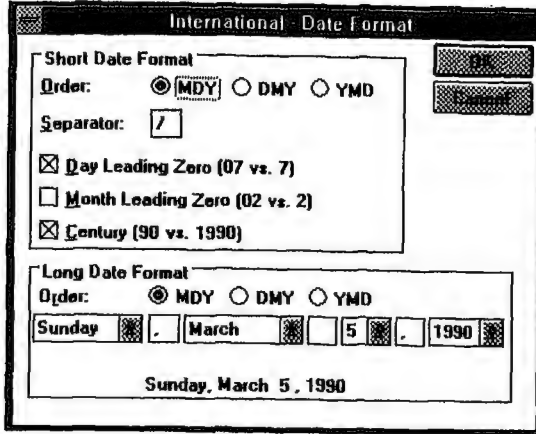 International - Date Format
Short Date Format
Order: MDY DMY YMD
Separator: /
Day Leading Zero (07 vs. 7)
Month Leading Zero (02 vs. 2)
Century (90 vs. 1990)
OK
Cancel
Long Date Format
Order: MDY DMY YMD
Sunday , March 5 , 1990
Sunday, March 5, 1990